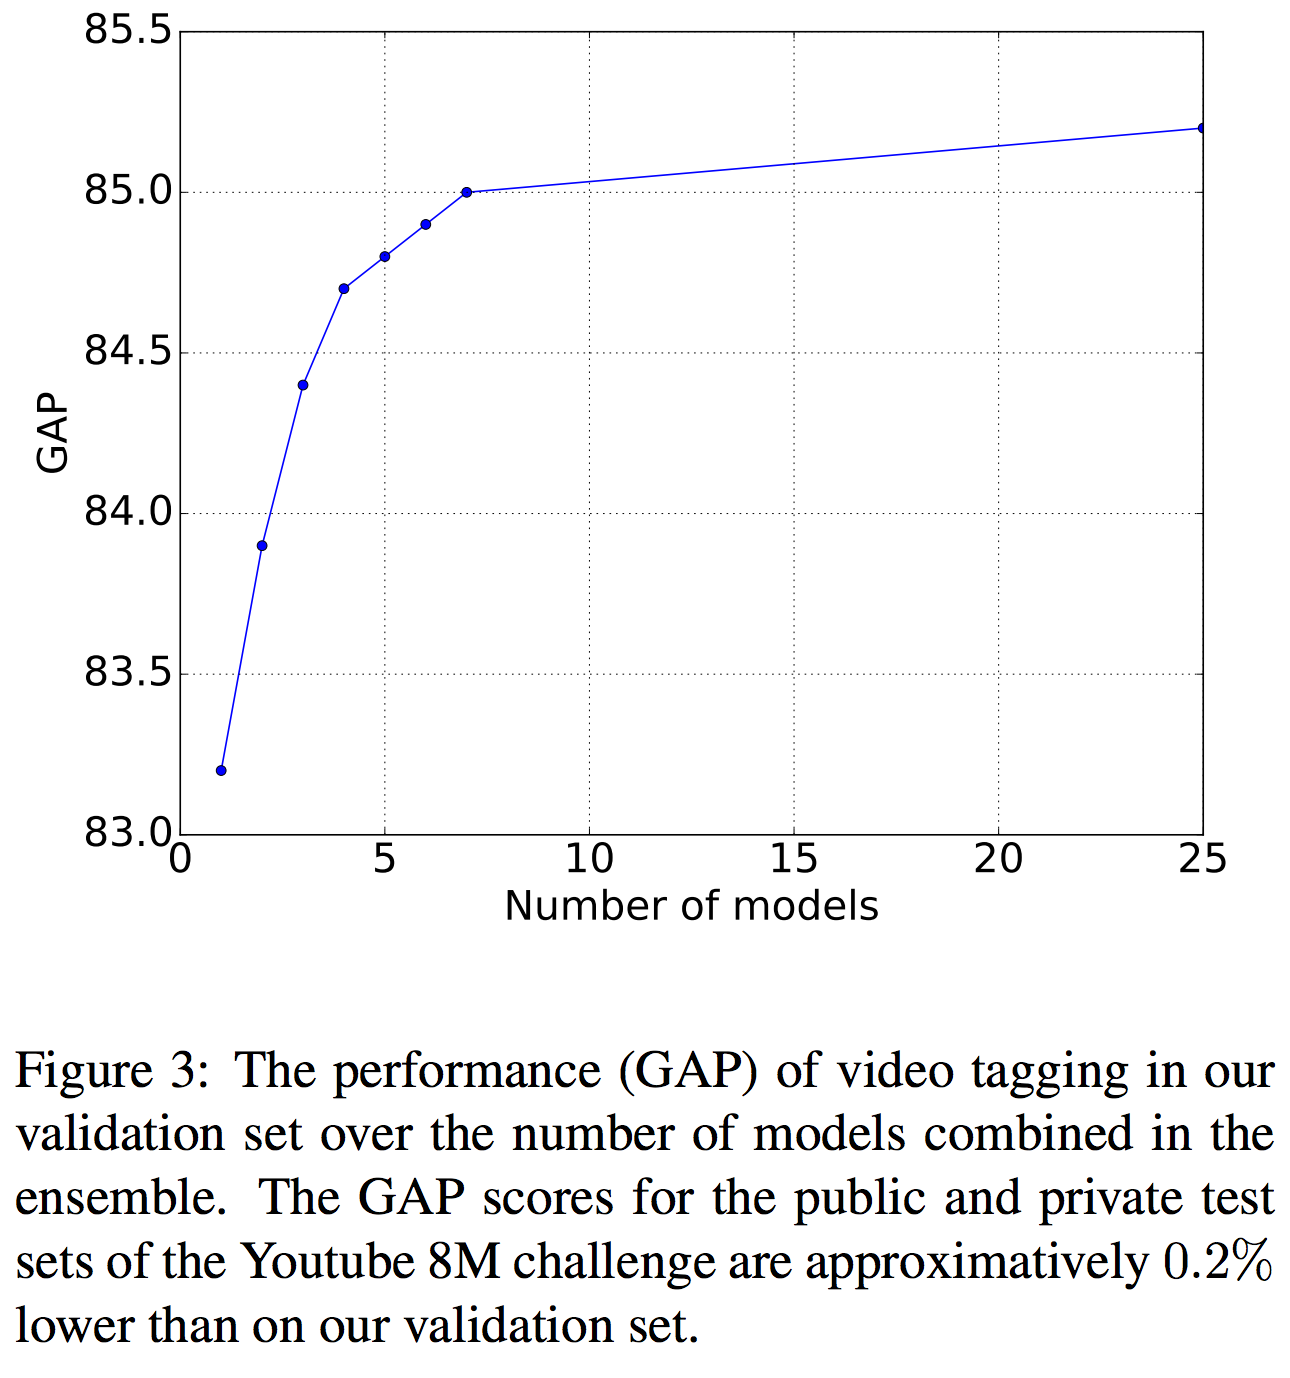 85.5
85.0
84.5
84.0
83.5
83.0
GAP
0 5 10 15 20 25
Number of models
Figure 3: The performance (GAP) of video tagging in our
validation set over the number of models combined in the
ensemble. The GAP scores for the public and private test
sets of the Youtube 8M challenge are approximatively 0.2%
lower than on our validation set.